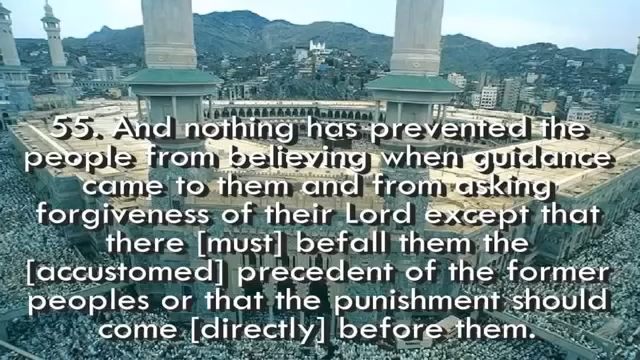 55. And nothing has prevented the
people from believing when guidance
came to them and from asking
forgiveness of their Lord except that
there [must] befall them the
[accustomed] precedent of the former
peoples or that the punishment should
come [directly] before them.